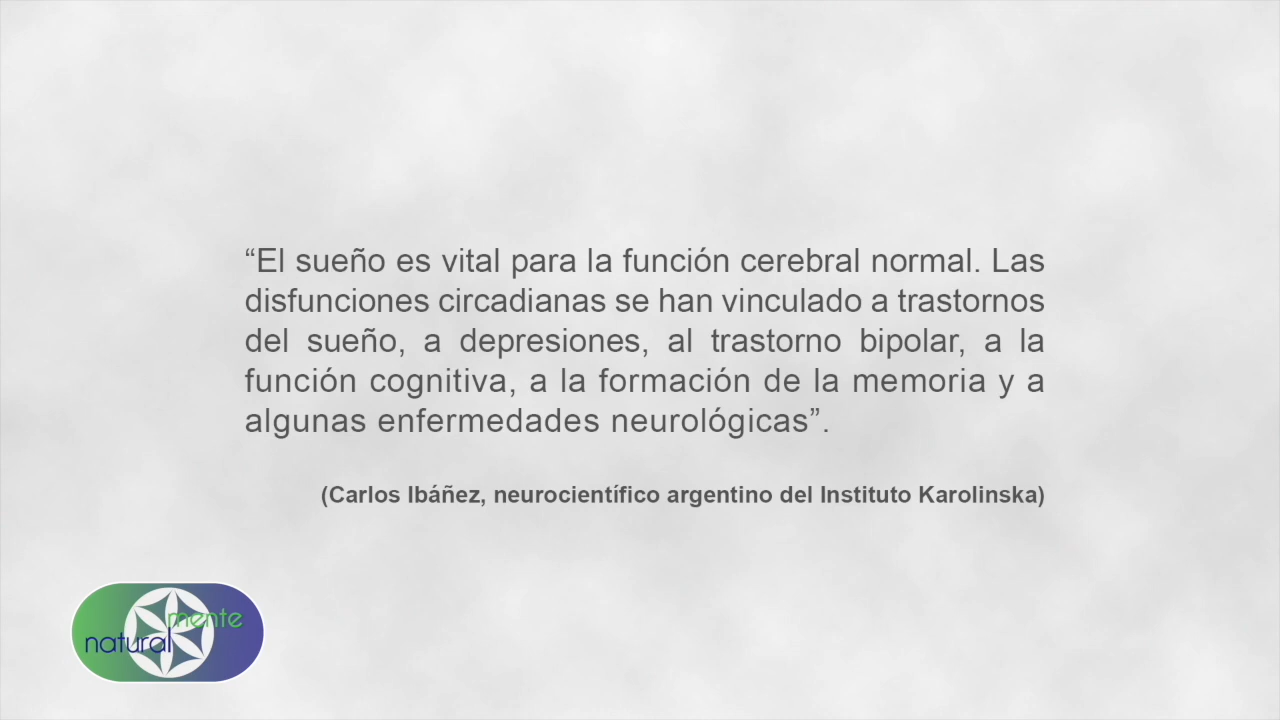 “El sueño es vital para la función cerebral normal. Las
disfunciones circadianas se han vinculado a trastornos
del sueño, a depresiones, al trastorno bipolar, a la
función cognitiva, a la formación de la memoria y a
algunas enfermedades neurológicas”.
(Carlos Ibáñez, neurocientífico argentino del Instituto Karolinska)
natural
mente